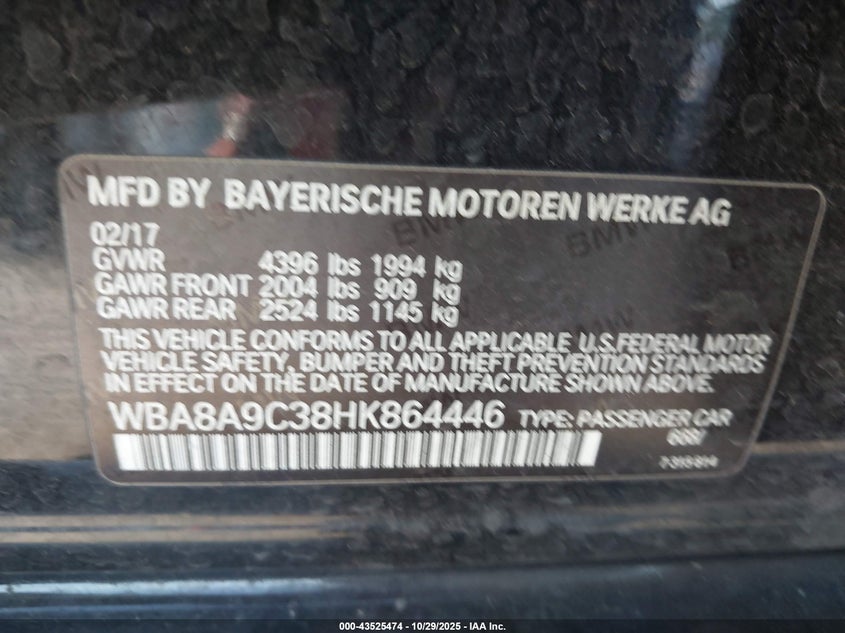 MFD BY BAYERISCHE MOTOREN WERKE AG
02/17
GVWR 4396 lbs 1994 kg
GAWR FRONT 2004 lbs 909 kg
GAWR REAR 2524 lbs 1145 kg
THIS VEHICLE CONFORMS TO ALL APPLICABLE U.S.FEDERAL MOTOR
VEHICLE SAFETY, BUMPER AND THEFT PREVENTION STANDARDS
IN EFFECT ON THE DATE OF MANUFACTURE SHOWN ABOVE.
WBA8A9C38HK864446 TYPE: PASSENGER CAR
000-43525474 | 10/29/2025 - IAA Inc.